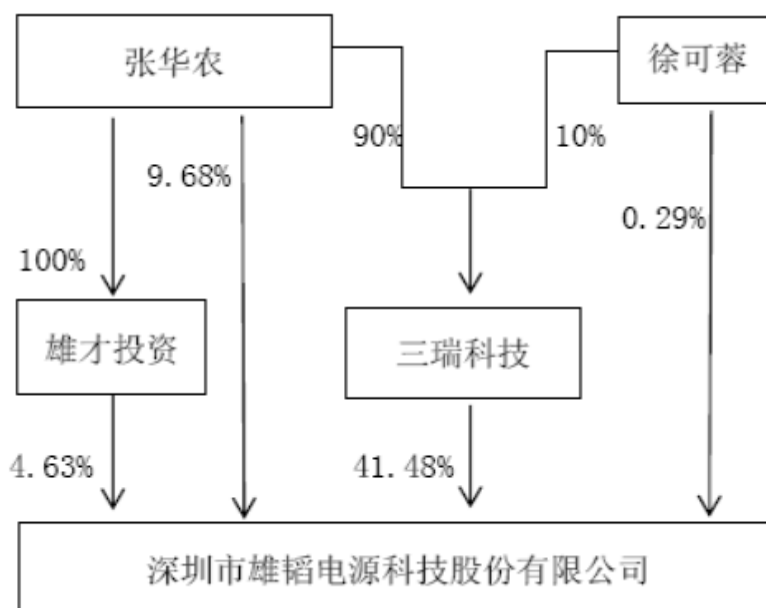 张华农
徐可蓉
90%
10%
9.68%
0.29%
100%
雄才投资
三瑞科技
4.63%
41.48%
深圳市雄韬电源科技股份有限公司